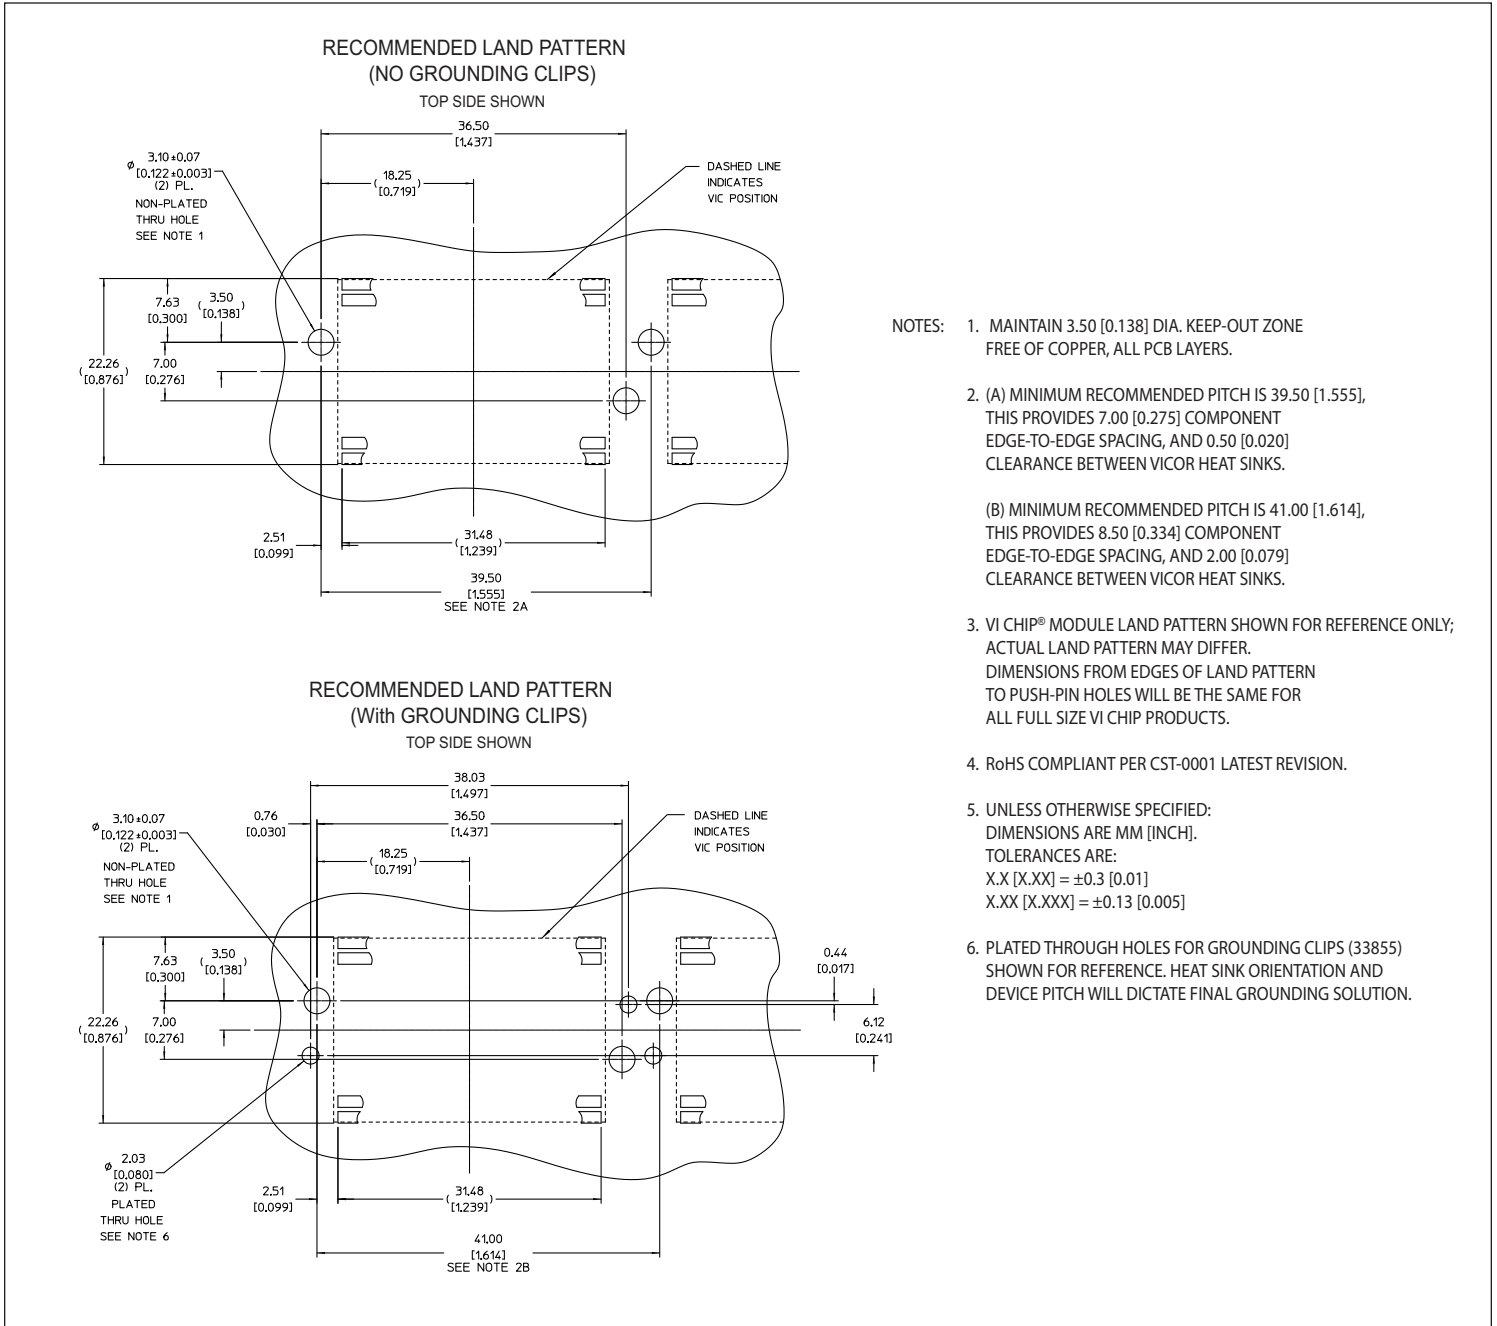 RECOMMENDED LAND PATTERN
(NO GROUNDING CLIPS)
TOP SIDE SHOWN
36.50
[1.437]
ø 3.10±0.07
[0.122±0.003]
(2) PL.
NON-PLATED
THRU HOLE
SEE NOTE 1
( 18.25 )
[0.719]
DASHED LINE
INDICATES
VIC POSITION
7.63
[0.300]
( 3.50 )
[0.138]
( 22.26 )
[0.876]
7.00
[0.276]
2.51
[0.099]
( 31.48 )
[1.239]
39.50
[1.555]
SEE NOTE 2A
RECOMMENDED LAND PATTERN
(With GROUNDING CLIPS)
TOP SIDE SHOWN
38.03
[1.497]
ø 3.10±0.07
[0.122±0.003]
(2) PL.
NON-PLATED
THRU HOLE
SEE NOTE 1
0.76
[0.030]
36.50
[1.437]
( 18.25 )
[0.719]
DASHED LINE
INDICATES
VIC POSITION
7.63
[0.300]
( 3.50 )
[0.138]
0.44
[0.017]
( 22.26 )
[0.876]
7.00
[0.276]
6.12
[0.241]
ø 2.03
[0.080]
(2) PL.
PLATED
THRU HOLE
SEE NOTE 6
2.51
[0.099]
( 31.48 )
[1.239]
41.00
[1.614]
SEE NOTE 2B
NOTES: 1. MAINTAIN 3.50 [0.138] DIA. KEEP-OUT ZONE
FREE OF COPPER, ALL PCB LAYERS.
2. (A) MINIMUM RECOMMENDED PITCH IS 39.50 [1.555],
THIS PROVIDES 7.00 [0.275] COMPONENT
EDGE-TO-EDGE SPACING, AND 0.50 [0.020]
CLEARANCE BETWEEN VICOR HEAT SINKS.
(B) MINIMUM RECOMMENDED PITCH IS 41.00 [1.614],
THIS PROVIDES 8.50 [0.334] COMPONENT
EDGE-TO-EDGE SPACING, AND 2.00 [0.079]
CLEARANCE BETWEEN VICOR HEAT SINKS.
3. VI CHIP® MODULE LAND PATTERN SHOWN FOR REFERENCE ONLY;
ACTUAL LAND PATTERN MAY DIFFER.
DIMENSIONS FROM EDGES OF LAND PATTERN
TO PUSH-PIN HOLES WILL BE THE SAME FOR
ALL FULL SIZE VI CHIP PRODUCTS.
4. RoHS COMPLIANT PER CST-0001 LATEST REVISION.
5. UNLESS OTHERWISE SPECIFIED:
DIMENSIONS ARE MM [INCH].
TOLERANCES ARE:
X.X [X.XX] = ±0.3 [0.01]
X.XX [X.XXX] = ±0.13 [0.005]
6. PLATED THROUGH HOLES FOR GROUNDING CLIPS (33855)
SHOWN FOR REFERENCE. HEAT SINK ORIENTATION AND
DEVICE PITCH WILL DICTATE FINAL GROUNDING SOLUTION.